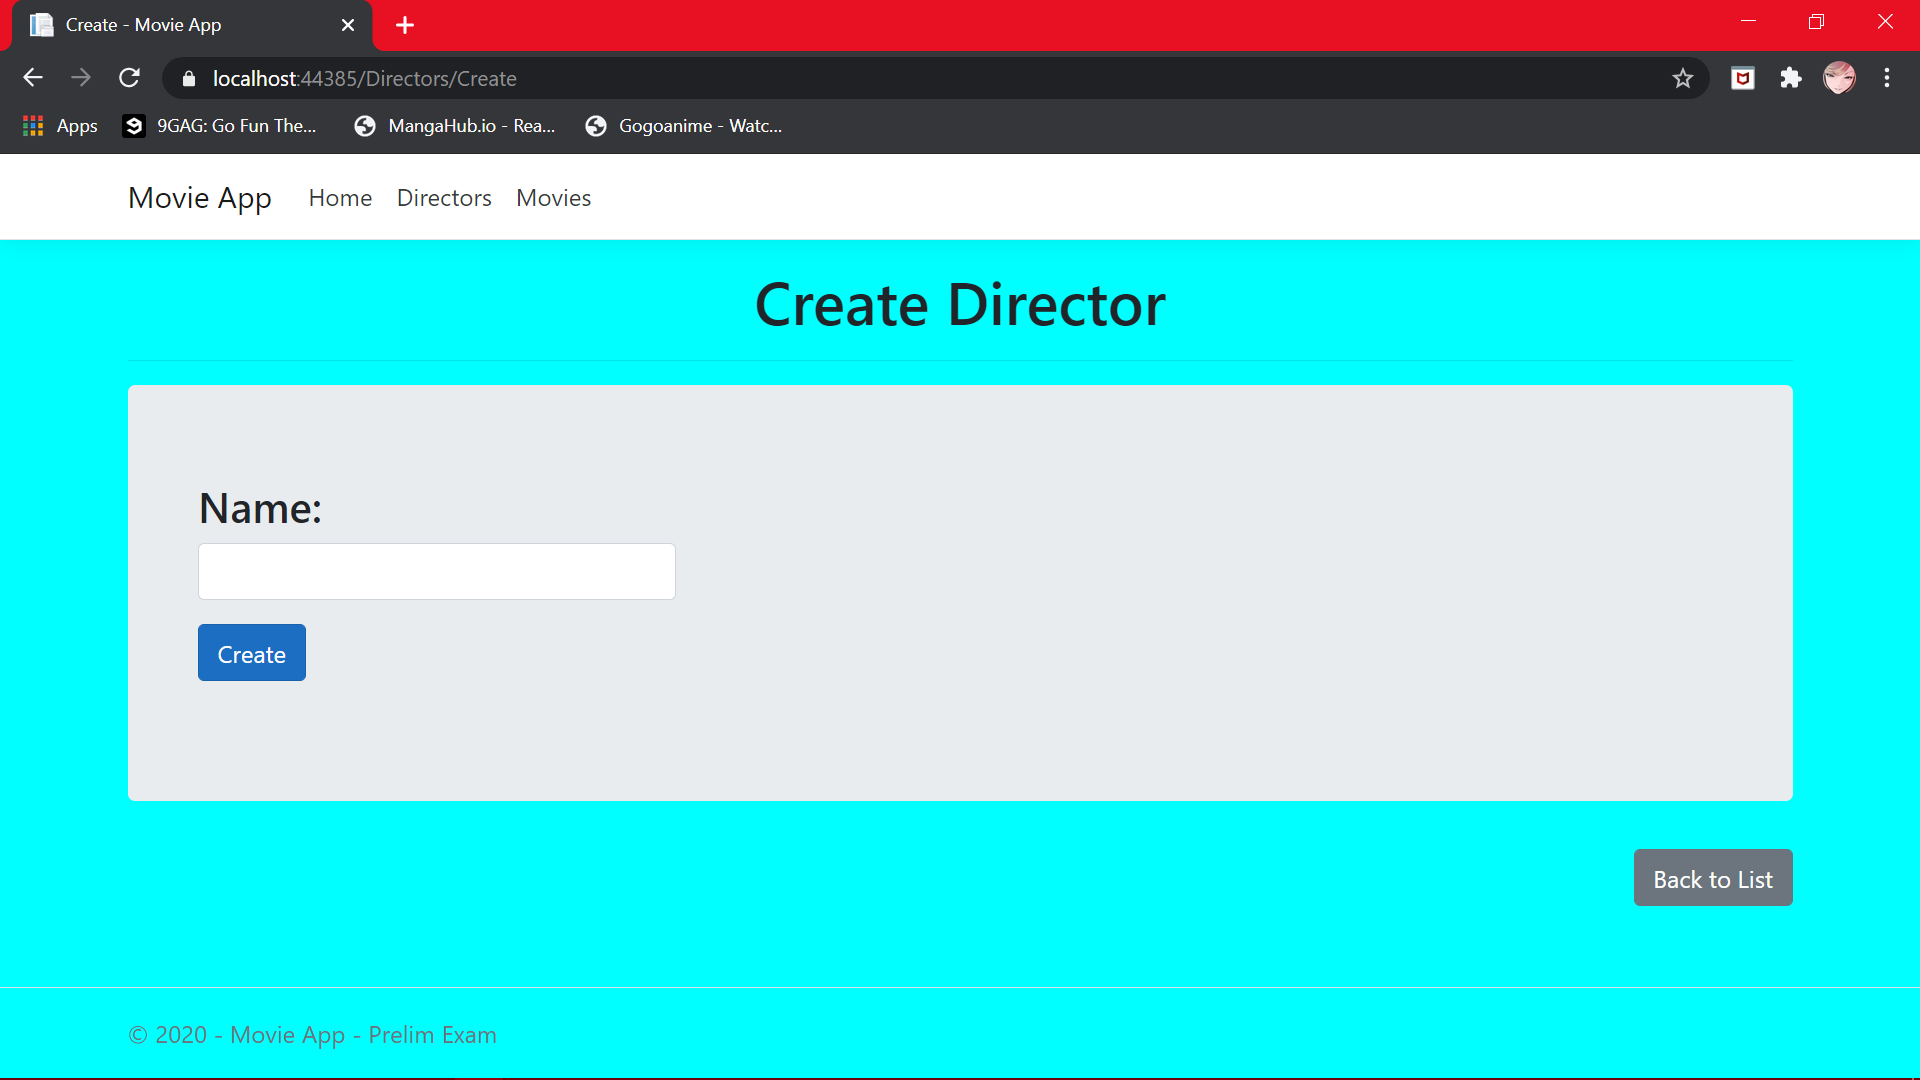 Create - Movie App
localhost:44385/Directors/Create
Apps 9GAG: Go Fun The... MangaHub.io - Rea... Gogoanime - Watc...
Movie App Home Directors Movies
Create Director
Name:
Create
Back to List
© 2020 - Movie App - Prelim Exam